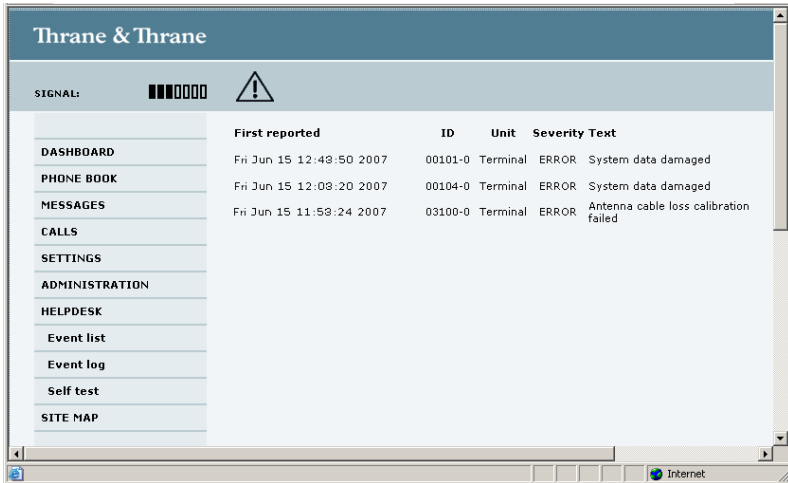 Thrane & Thrane
SIGNAL:
First reported ID Unit Severity Text
Fri Jun 15 12:43:50 2007 00101-0 Terminal ERROR System data damaged
Fri Jun 15 12:03:20 2007 00104-0 Terminal ERROR System data damaged
Fri Jun 15 11:53:24 2007 03100-0 Terminal ERROR Antenna cable loss calibration
failed
DASHBOARD
PHONE BOOK
MESSAGES
CALLS
SETTINGS
ADMINISTRATION
HELPDESK
Event list
Event log
Self test
SITE MAP
Internet